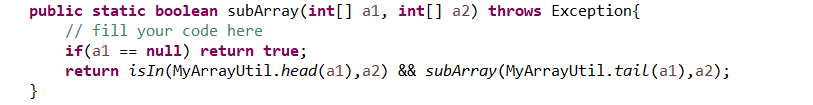 public static boolean subArray(int[] a1, int[] a2) throws Exception{
// fill your code here
if(a1 == null) return true;
return isIn(MyArrayUtil.head(a1),a2) && subArray(MyArrayUtil.tail(a1),a2);
}